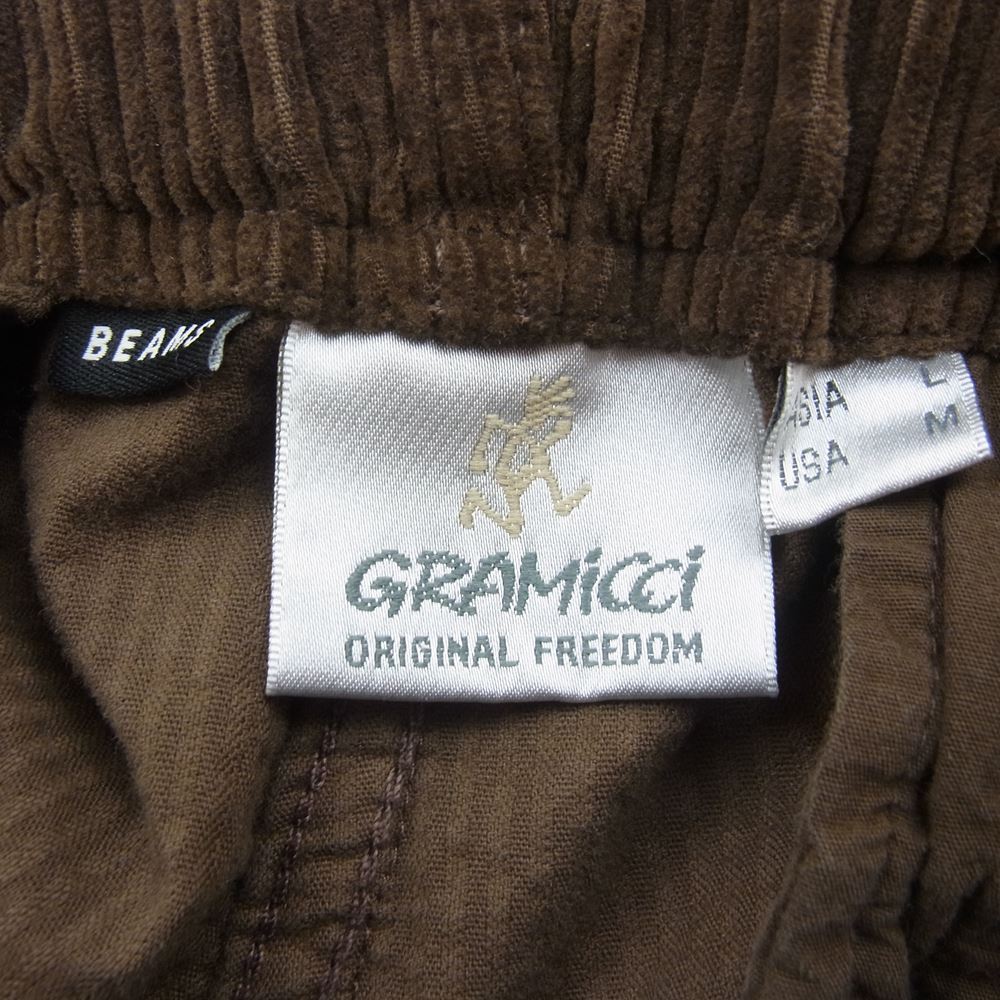 BEAMS
GRAMiCCi
ORIGINAL FREEDOM
ASIA L
USA M